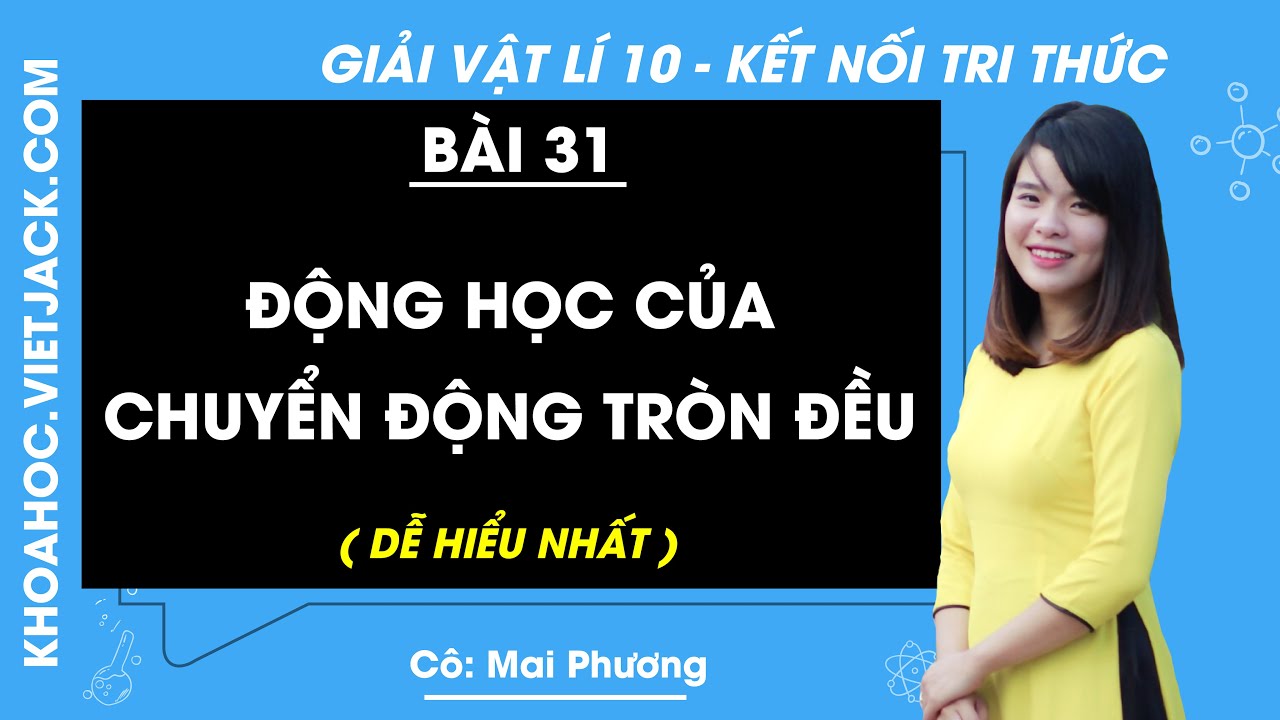 GIẢI VẬT LÍ 10 - KẾT NỐI TRI THỨC
KHOAHOC.VIETJACK.COM
BÀI 31
ĐỘNG HỌC CỦA
CHUYỂN ĐỘNG TRÒN ĐỀU
( DỄ HIỂU NHẤT )
Cô: Mai Phương